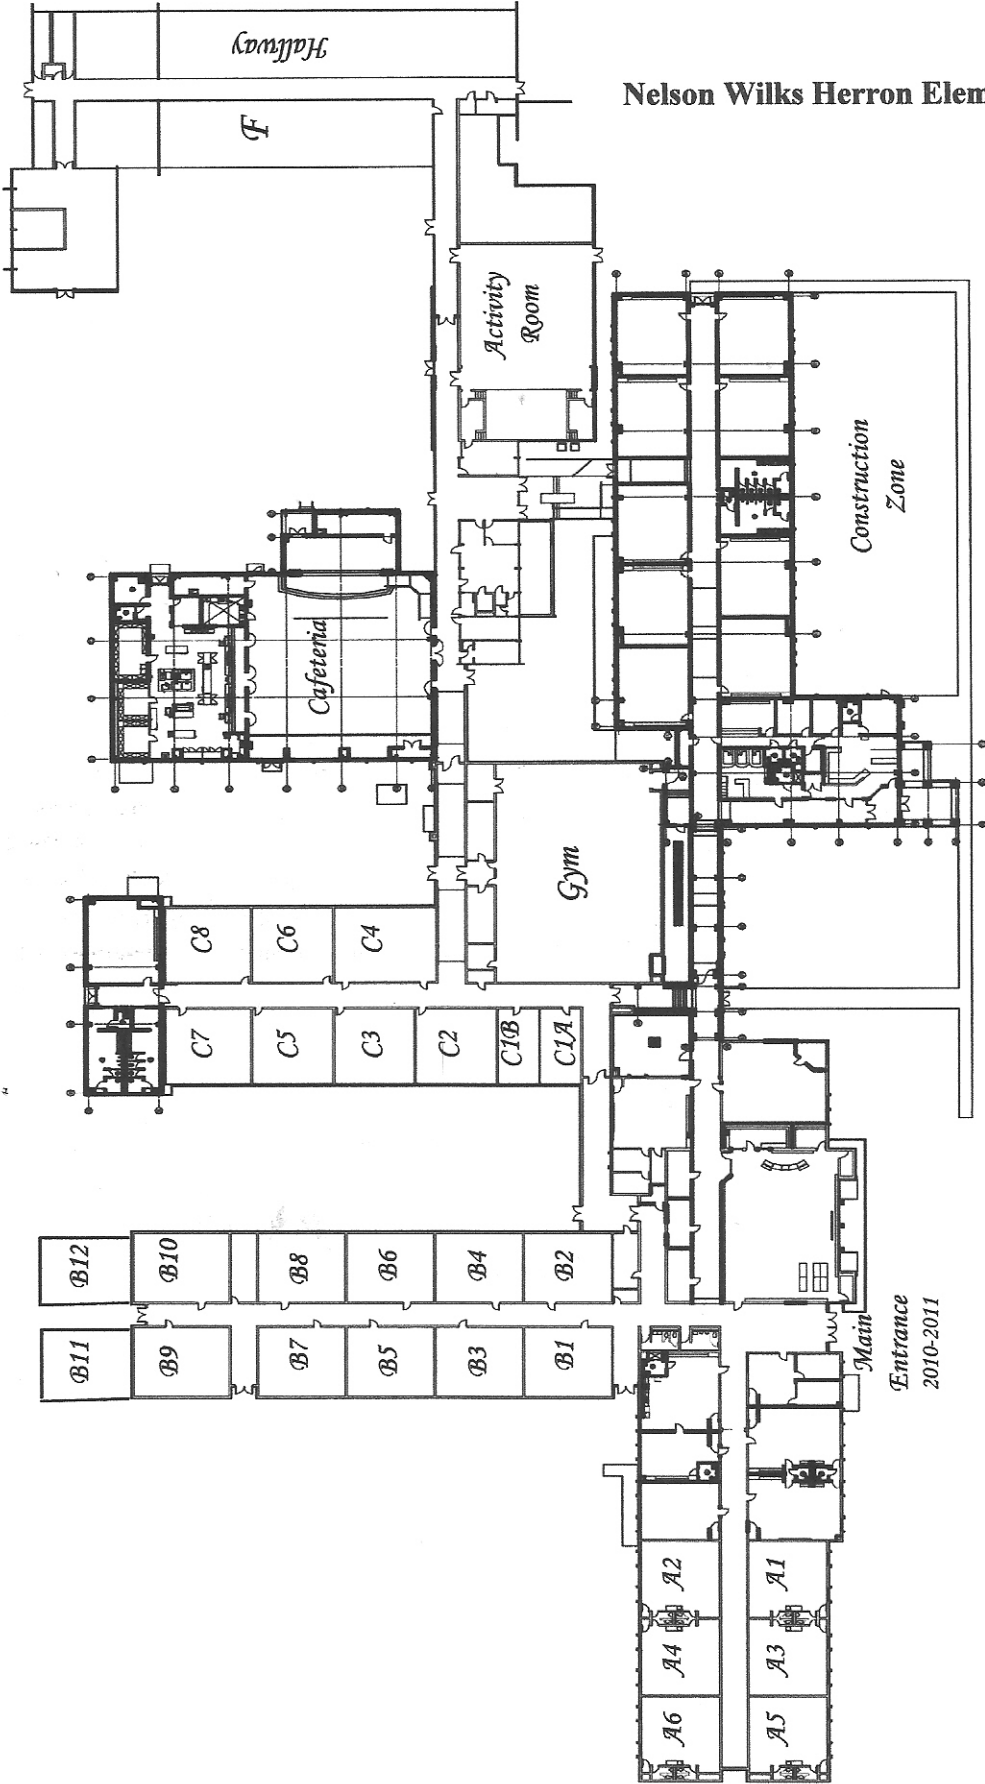 Hallway
Nelson Wilks Herron Elem
F
Activity
Room
Construction
Zone
Cafeteria
Gym
C8
C6
C4
C7
C5
C3
C2
C1B
C1A
B12
B10
B8
B6
B4
B2
B11
B9
B7
B5
B3
B1
Main
Entrance
2010-2011
A2
A1
A4
A3
A6
A5